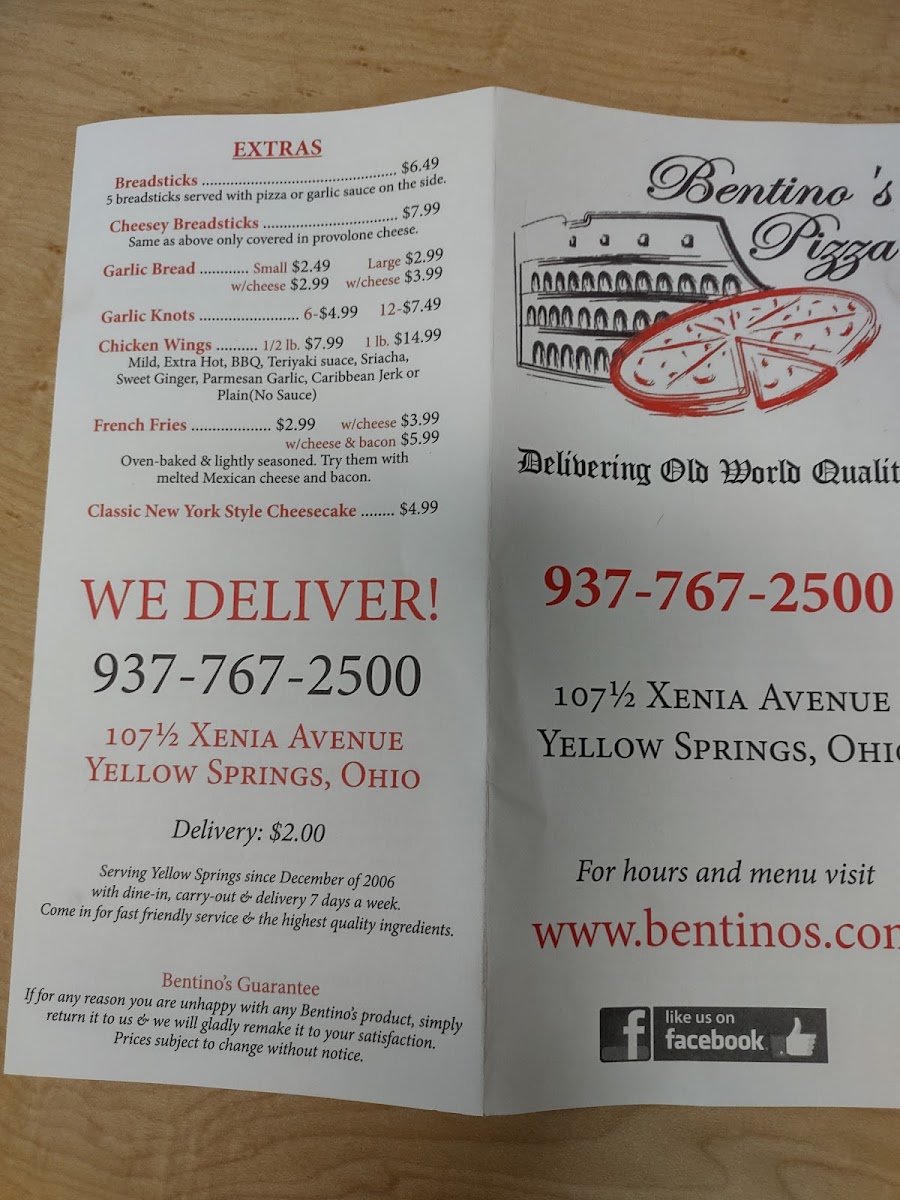 EXTRAS
Breadsticks ................................................ $6.49
5 breadsticks served with pizza or garlic sauce on the side.
Cheesey Breadsticks ................................. $7.99
Same as above only covered in provolone cheese.
Garlic Bread ............ Small $2.49 Large $2.99
w/cheese $2.99 w/cheese $3.99
Garlic Knots ........................ 6-$4.99 12-$7.49
Chicken Wings .......... 1/2 lb. $7.99 1 lb. $14.99
Mild, Extra Hot, BBQ, Teriyaki suace, Sriacha,
Sweet Ginger, Parmesan Garlic, Caribbean Jerk or
Plain(No Sauce)
French Fries ................... $2.99 w/cheese $3.99
w/cheese & bacon $5.99
Oven-baked & lightly seasoned. Try them with
melted Mexican cheese and bacon.
Classic New York Style Cheesecake ........ $4.99
WE DELIVER!
937-767-2500
107½ Xenia Avenue
Yellow Springs, Ohio
Delivery: $2.00
Serving Yellow Springs since December of 2006
with dine-in, carry-out & delivery 7 days a week.
Come in for fast friendly service & the highest quality ingredients.
Bentino's Guarantee
If for any reason you are unhappy with any Bentino's product, simply
return it to us & we will gladly remake it to your satisfaction.
Prices subject to change without notice.
Bentino's
Pizza
Delivering Old World Qualit
937-767-2500
107½ Xenia Avenue
Yellow Springs, Ohio
For hours and menu visit
www.bentinos.com
f like us on
facebook